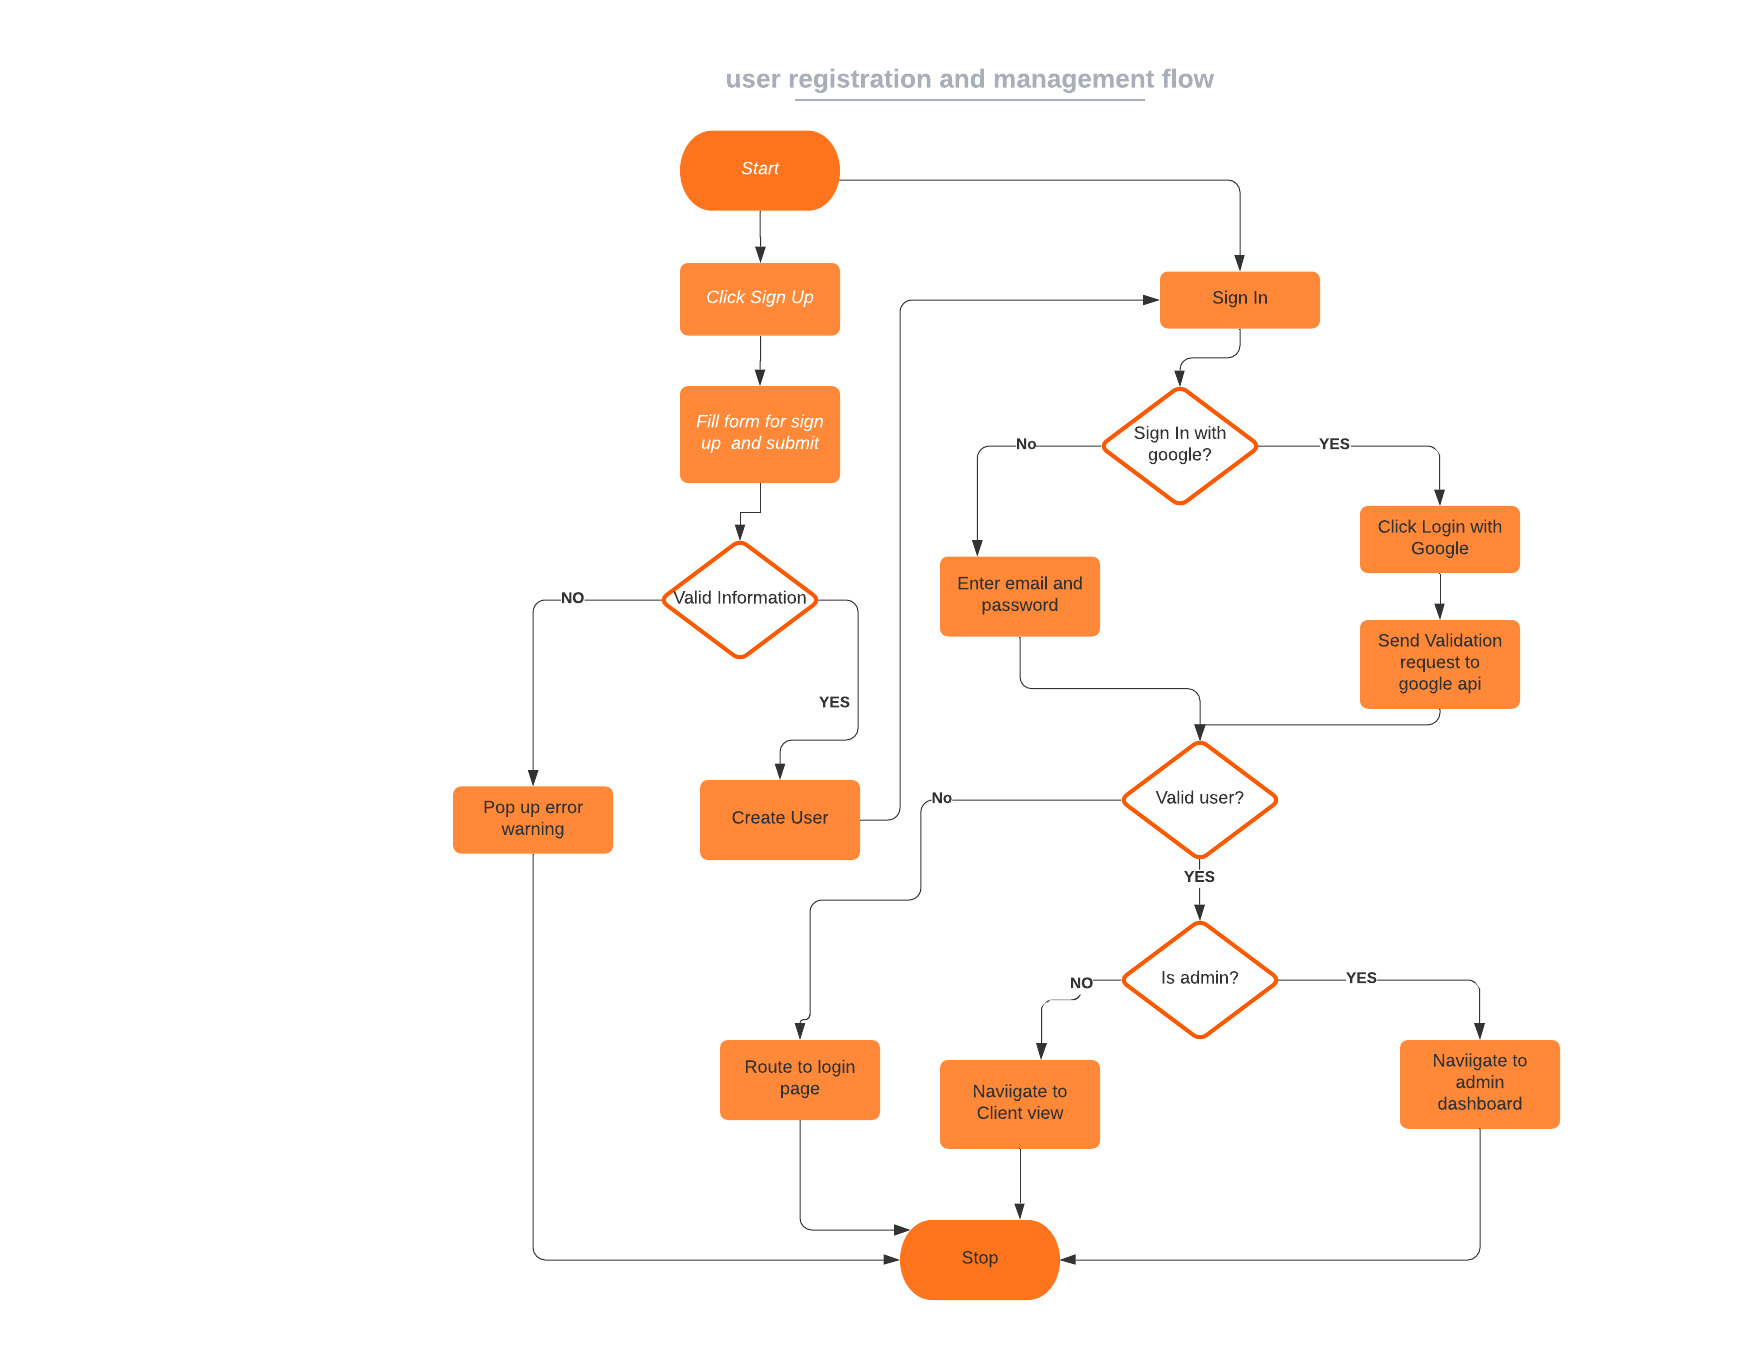 user registration and management flow
Start
Click Sign Up
Sign In
Fill form for sign
up  and submit
Sign In with
google?
No
YES
Click Login with
Google
Enter email and
password
Valid Information
NO
YES
Send Validation
request to
google api
Pop up error
warning
Create User
Valid user?
No
YES
Is admin?
NO
YES
Route to login
page
Naviigate to
Client view
Naviigate to
admin
dashboard
Stop